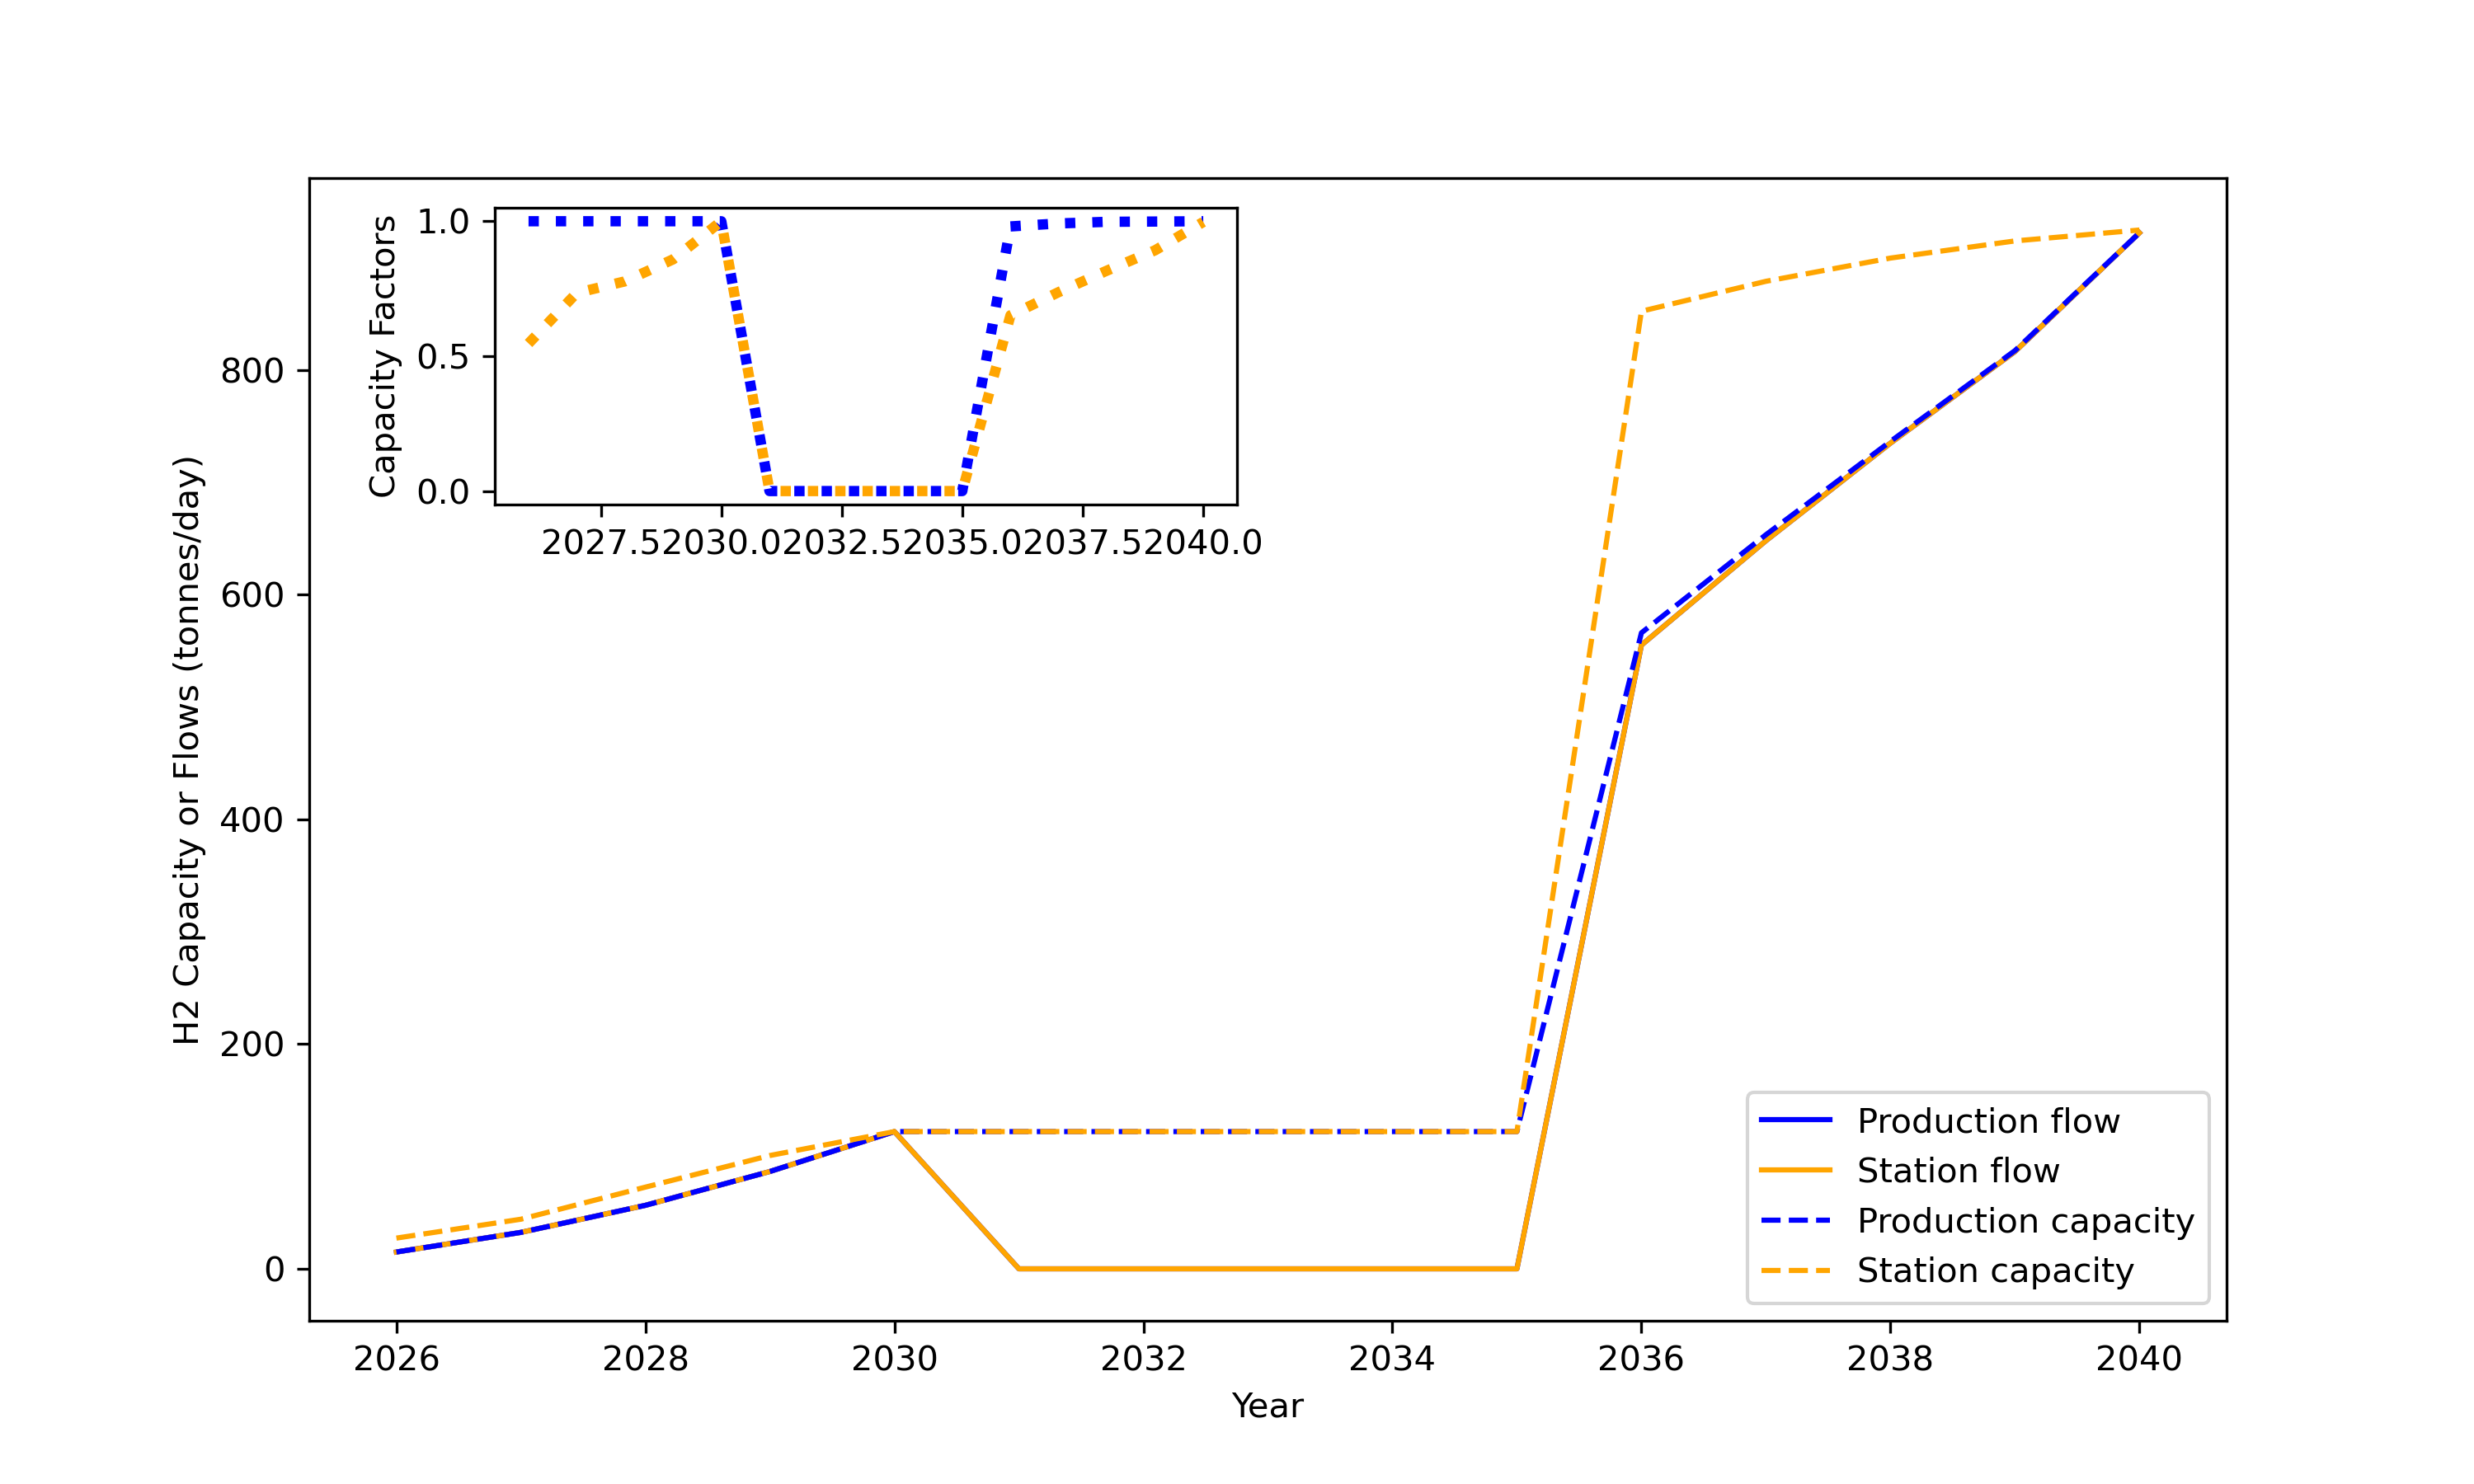 Capacity Factors
1.0
0.5
0.0
2027.52030.02032.52035.02037.52040.0
H2 Capacity or Flows (tonnes/day)
800
600
400
200
0
Production flow
Station flow
Production capacity
Station capacity
2026 2028 2030 2032 2034 2036 2038 2040
Year